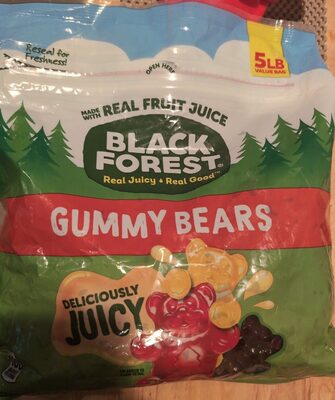 Reseal for
Freshness!
OPEN HERE
5LB
VALUE BAG
MADE
WITH REAL FRUIT JUICE
BLACK
FOREST
Real Juicy Real Good™
GUMMY BEARS
DELICIOUSLY
JUICY